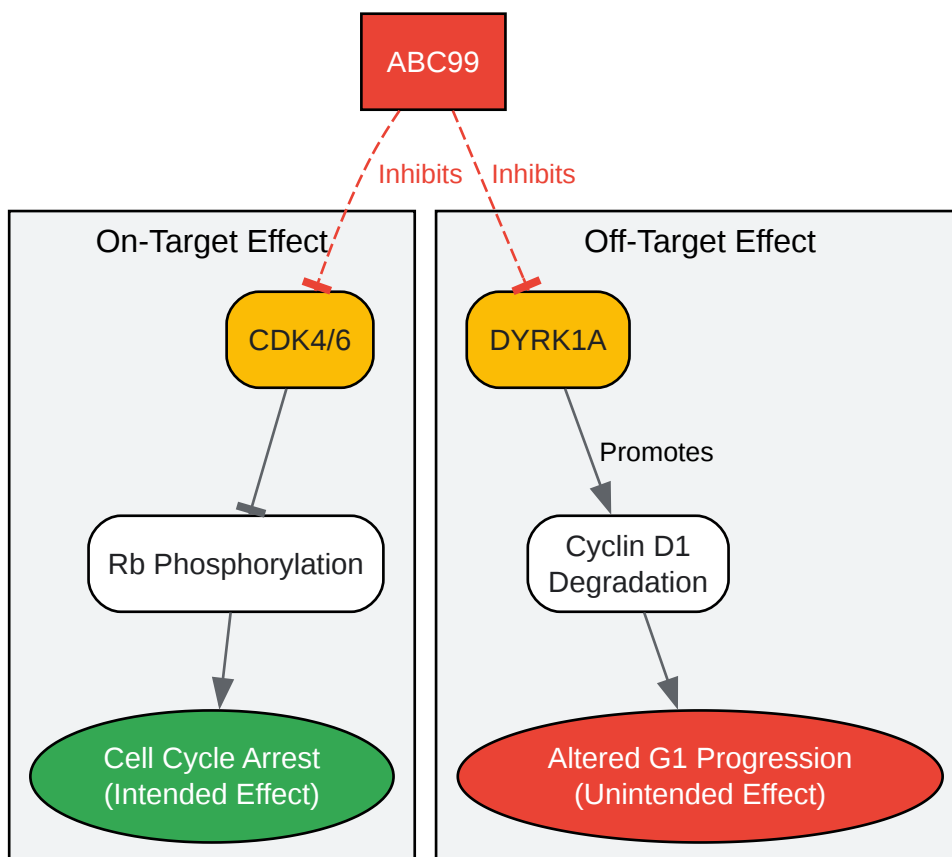 ABC99
Inhibits
Inhibits
On-Target Effect
CDK4/6
Rb Phosphorylation
Cell Cycle Arrest
(Intended Effect)
Off-Target Effect
DYRK1A
Promotes
Cyclin D1
Degradation
Altered G1 Progression
(Unintended Effect)